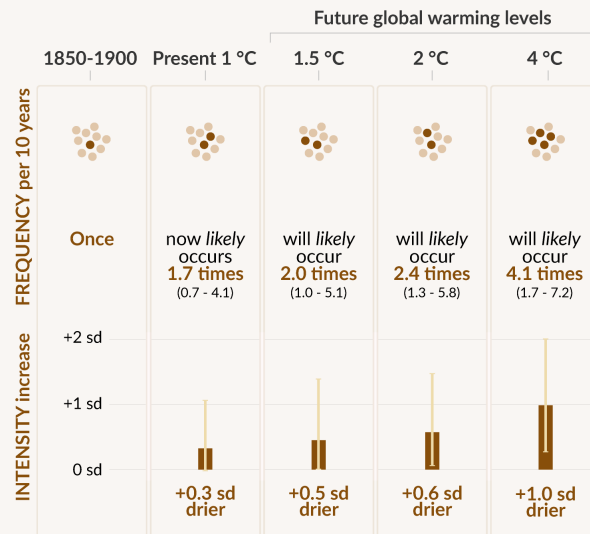 Future global warming levels
1850-1900
Present 1 °C
1.5 °C
2 °C
4 °C
FREQUENCY per 10 years
Once
now likely
occurs
1.7 times
(0.7 - 4.1)
will likely
occur
2.0 times
(1.0 - 5.1)
will likely
occur
2.4 times
(1.3 - 5.8)
will likely
occur
4.1 times
(1.7 - 7.2)
INTENSITY increase
+2 sd
+1 sd
0 sd
+0.3 sd
drier
+0.5 sd
drier
+0.6 sd
drier
+1.0 sd
drier